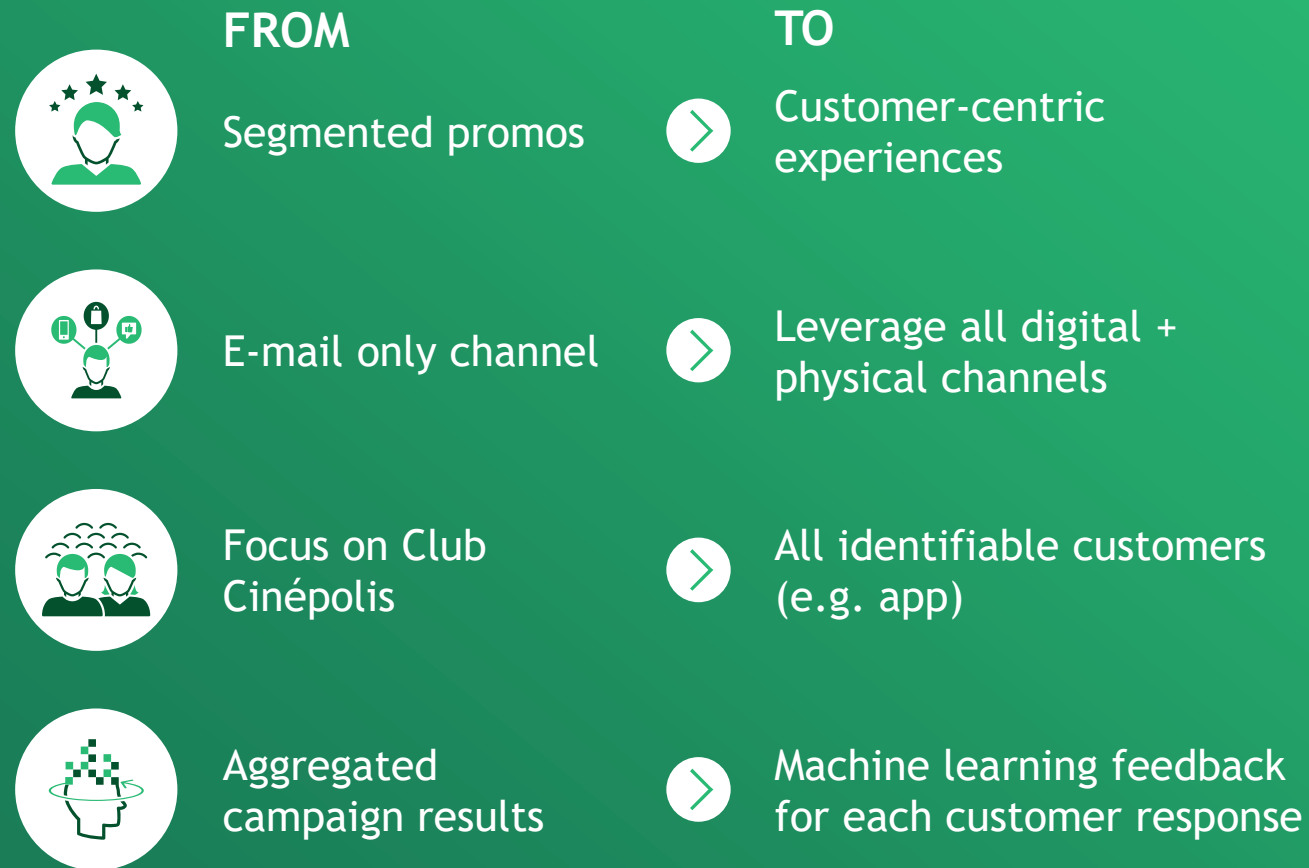 FROM
TO
Segmented promos
Customer-centric
experiences
E-mail only channel
Leverage all digital +
physical channels
Focus on Club
Cinépolis
All identifiable customers
(e.g. app)
Aggregated
campaign results
Machine learning feedback
for each customer response